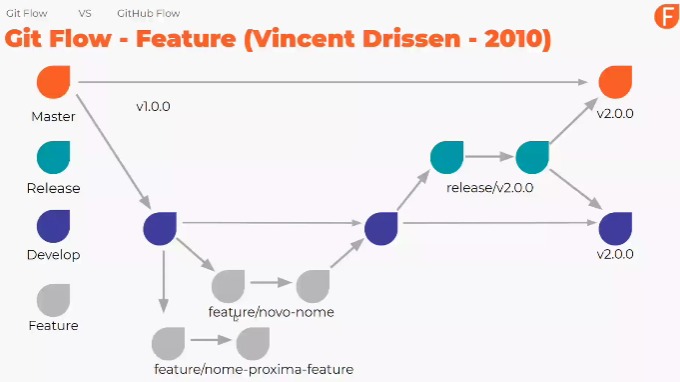 Git Flow VS GitHub Flow
F
Git Flow - Feature (Vincent Drissen - 2010)
Master
v1.0.0
v2.0.0
Release
release/v2.0.0
Develop
v2.0.0
feature/novo-nome
Feature
feature/nome-proxima-feature